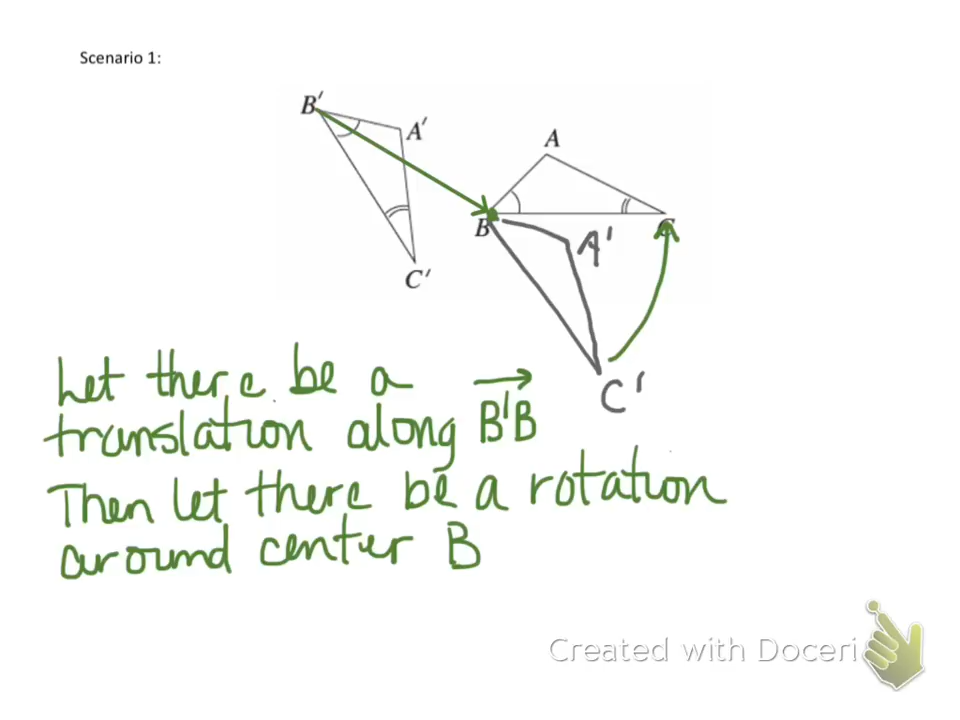 Scenario 1:
B'
A'
A
B
C
A'
C'
C'
Let there be a
translation along B'B
Then let there be a rotation
around center B
Created with Doceri